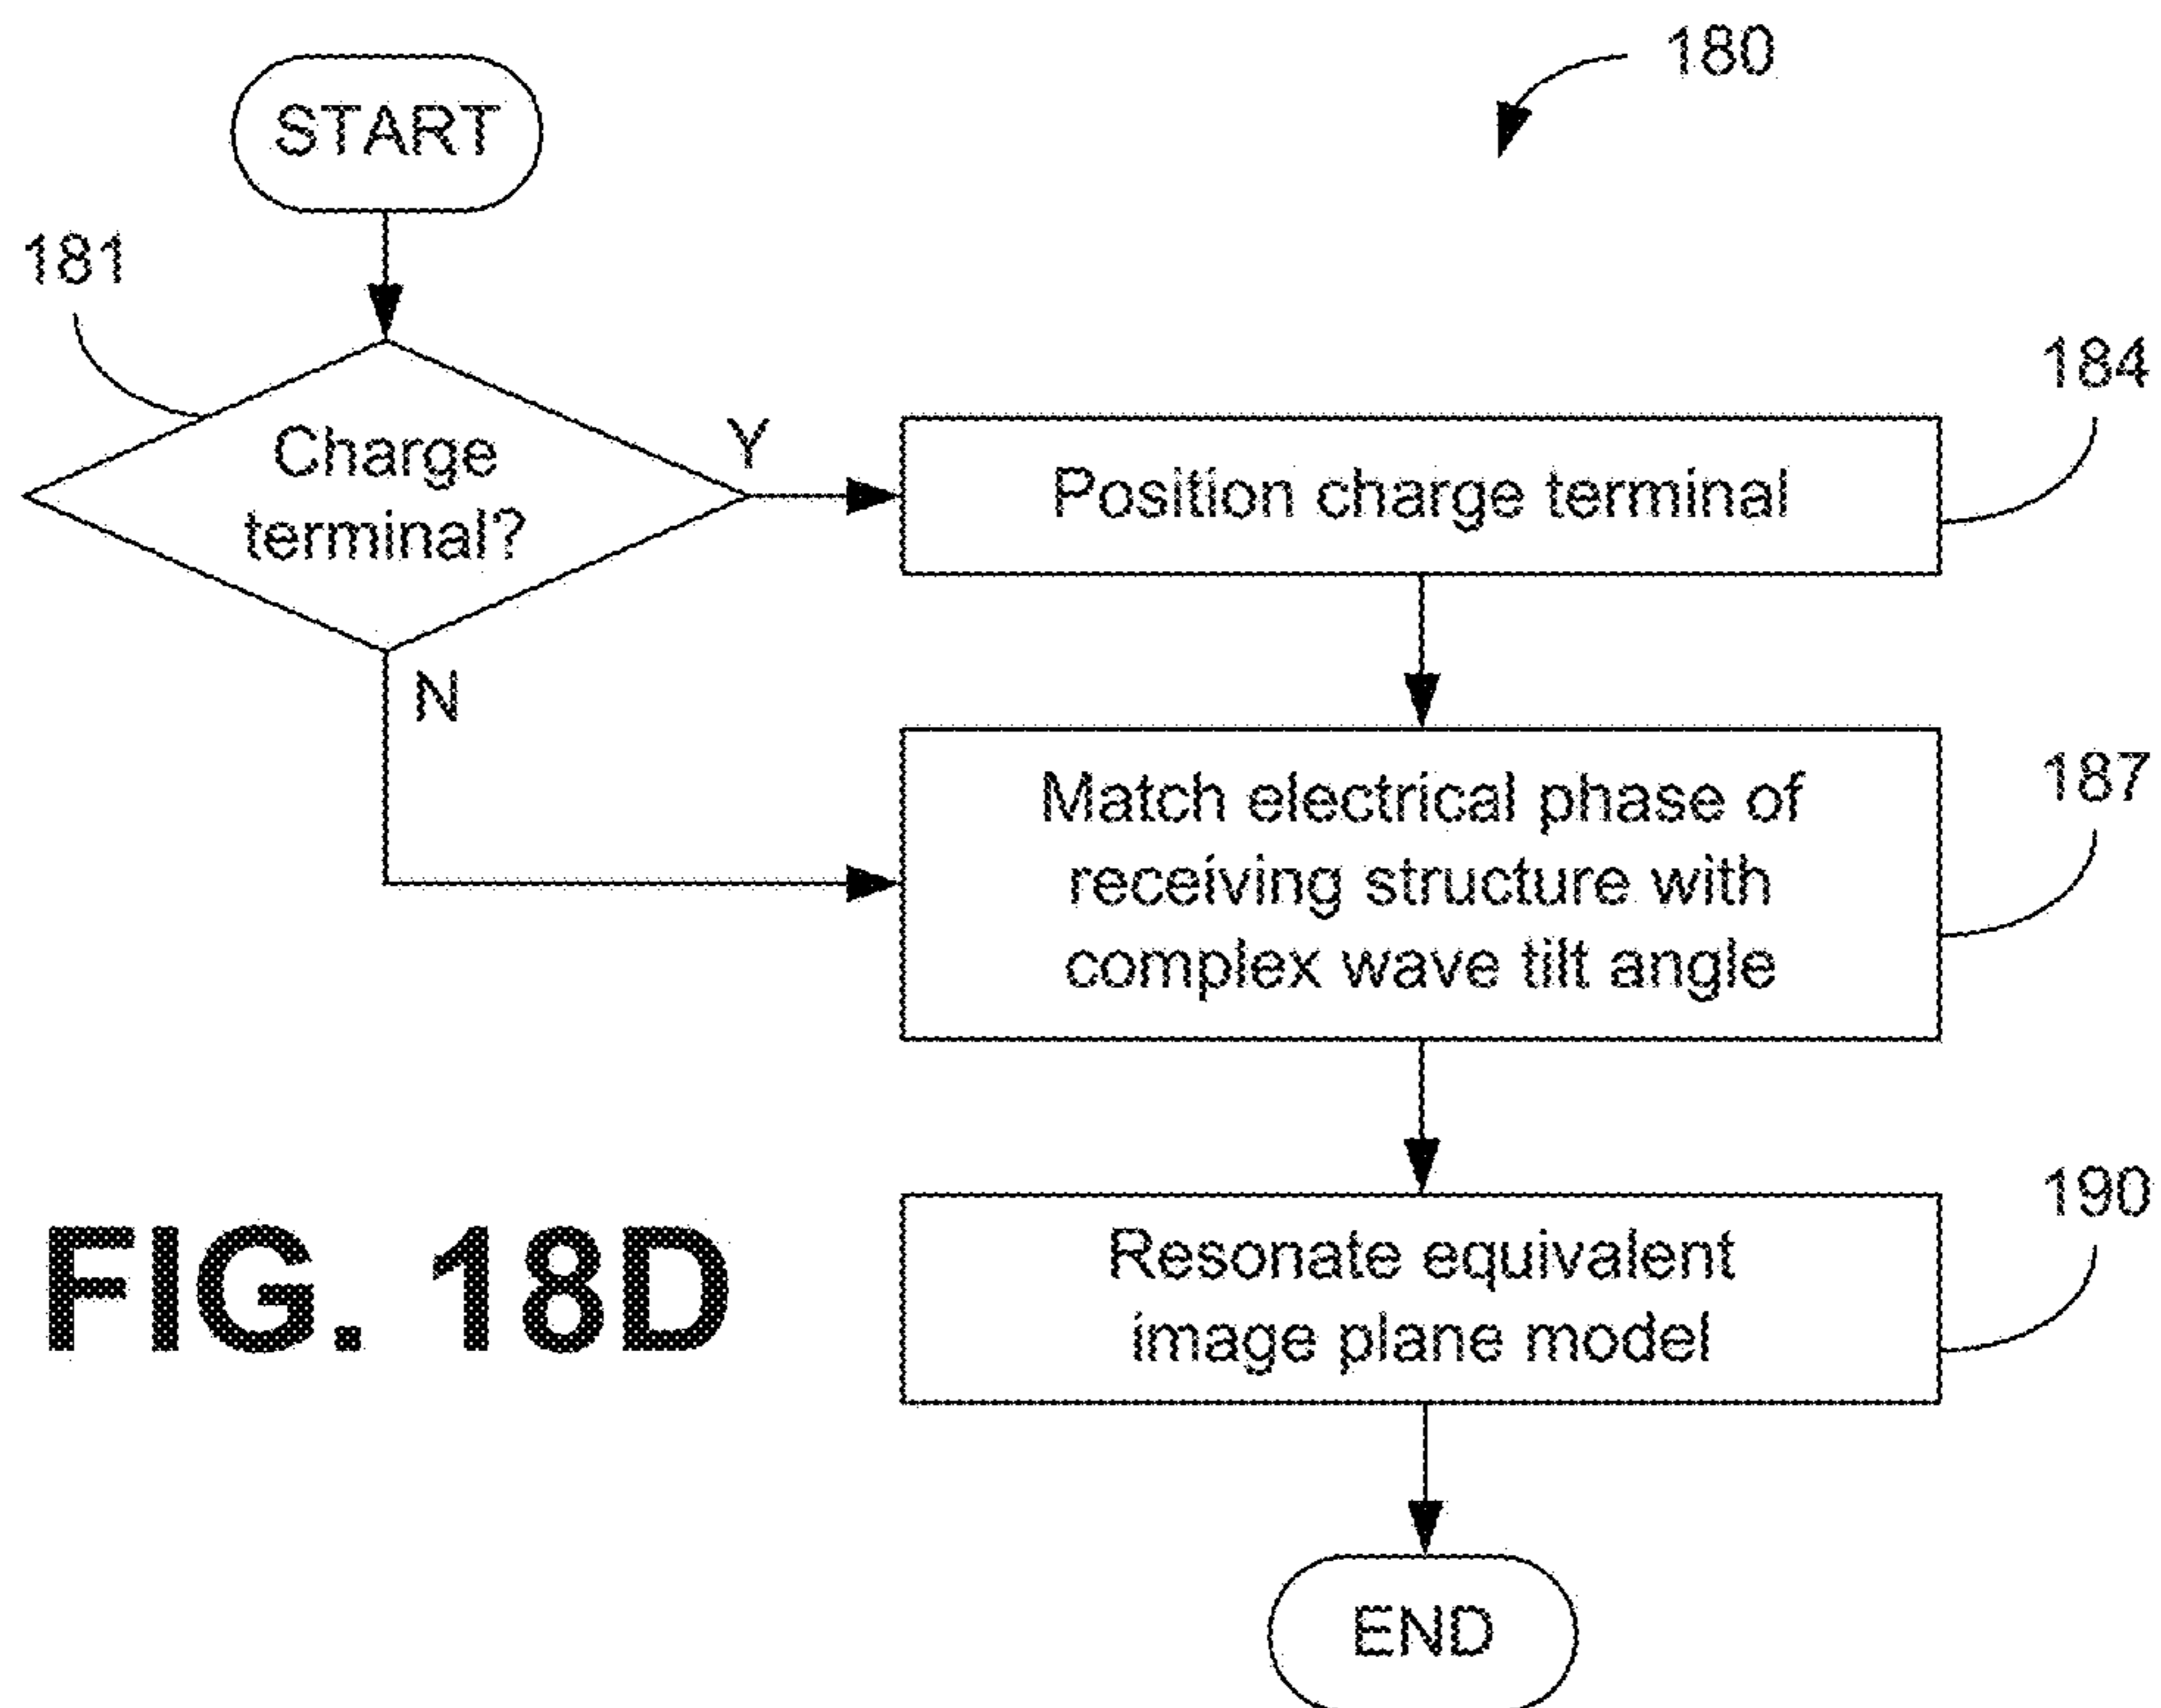 180
START
181
Charge
terminal?
Y
N
184
Position charge terminal
187
Match electrical phase of
receiving structure with
complex wave tilt angle
190
Resonate equivalent
image plane model
END
FIG. 18D